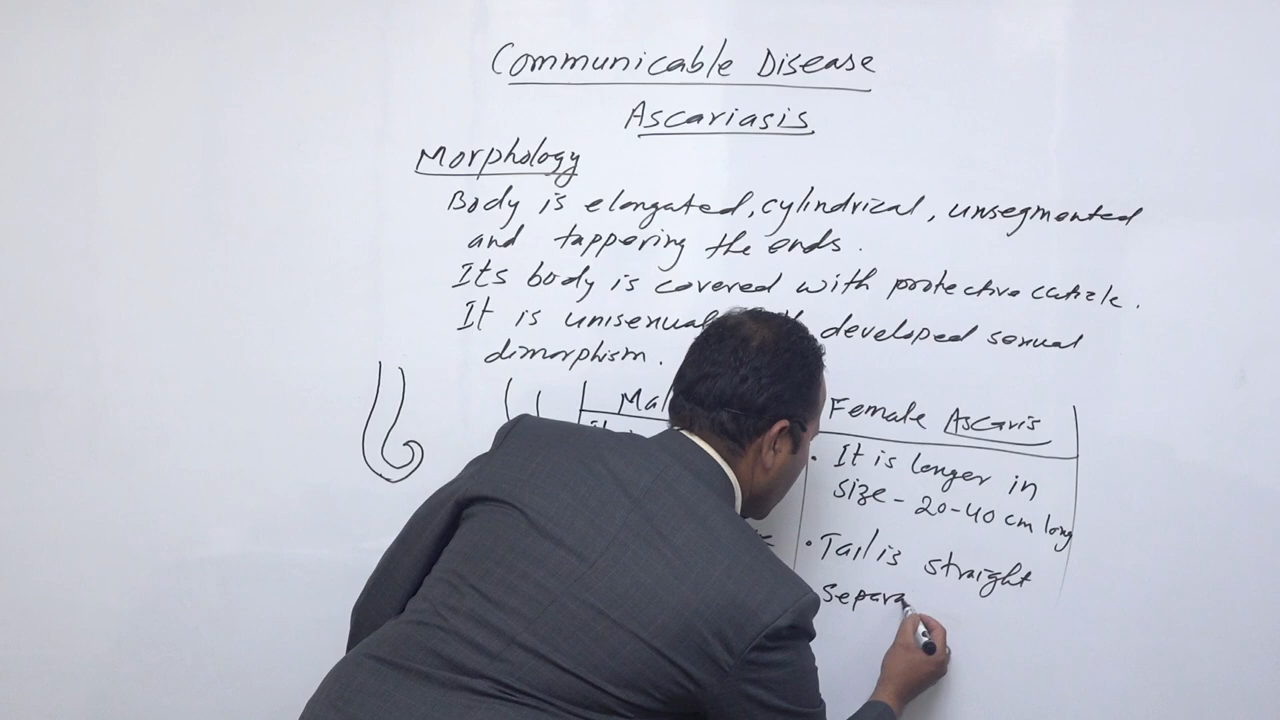 Communicable Disease
Ascariasis
Morphology
Body is elongated, cylindrical, unsegmented
and tappering the ends.
Its body is covered with protective cuticle.
It is unisexual developed sexual
dimorphism.
Female Ascaris
• It is longer in
size - 20-40 cm long
• Tail is straight
Separa